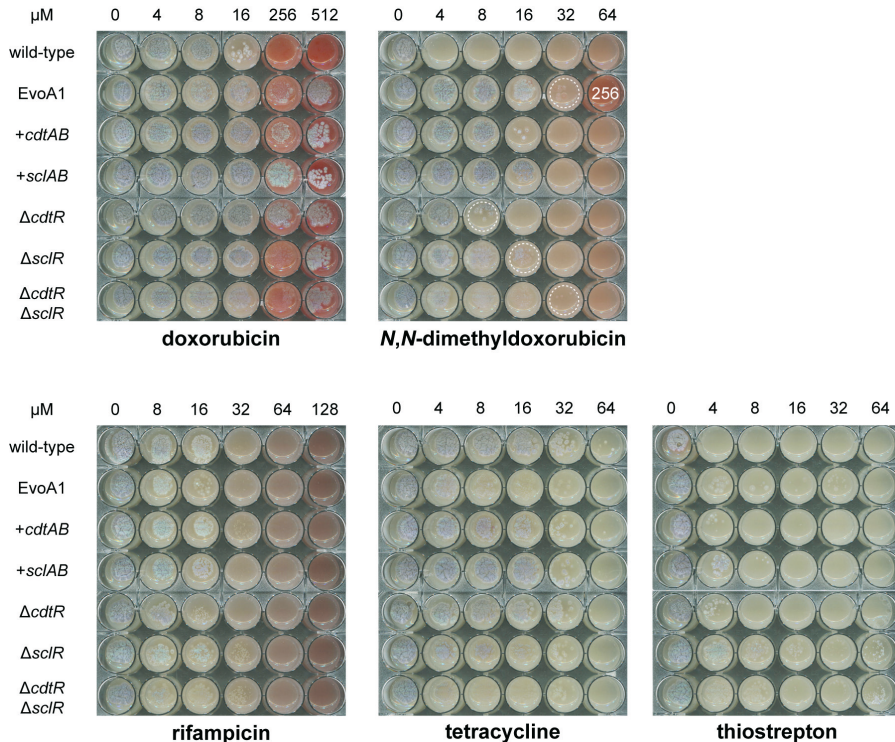 µM 0 4 8 16 256 512 0 4 8 16 32 64
wild-type
EvoA1 256
+cdtAB
+sclAB
ΔcdtR
ΔsclR
ΔcdtR
ΔsclR
doxorubicin N,N-dimethyldoxorubicin
µM 0 8 16 32 64 128 0 4 8 16 32 64 0 4 8 16 32 64
wild-type
EvoA1
+cdtAB
+sclAB
ΔcdtR
ΔsclR
ΔcdtR
ΔsclR
rifampicin tetracycline thiostrepton